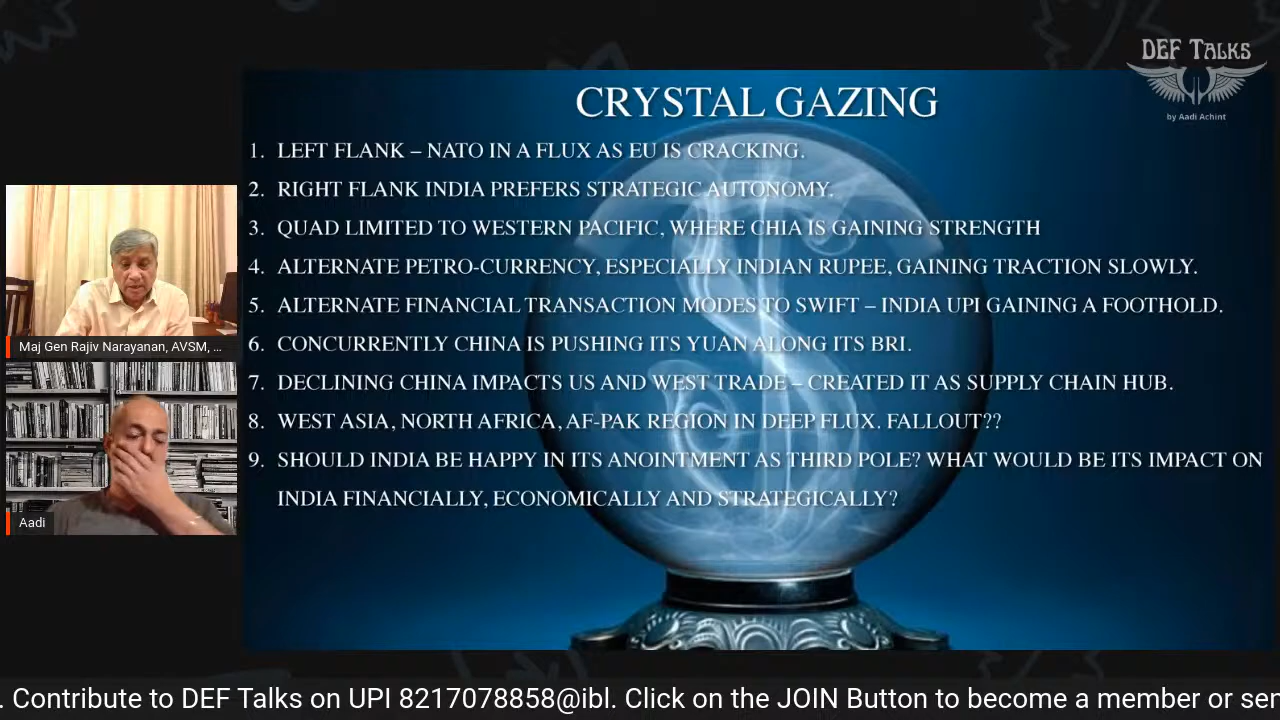 DEF TALKS
by Aadi Achint
CRYSTAL GAZING
1. LEFT FLANK – NATO IN A FLUX AS EU IS CRACKING.
2. RIGHT FLANK INDIA PREFERS STRATEGIC AUTONOMY.
3. QUAD LIMITED TO WESTERN PACIFIC, WHERE CHIA IS GAINING STRENGTH
4. ALTERNATE PETRO-CURRENCY, ESPECIALLY INDIAN RUPEE, GAINING TRACTION SLOWLY.
5. ALTERNATE FINANCIAL TRANSACTION MODES TO SWIFT – INDIA UPI GAINING A FOOTHOLD.
6. CONCURRENTLY CHINA IS PUSHING ITS YUAN ALONG ITS BRI.
7. DECLINING CHINA IMPACTS US AND WEST TRADE – CREATED IT AS SUPPLY CHAIN HUB.
8. WEST ASIA, NORTH AFRICA, AF-PAK REGION IN DEEP FLUX. FALLOUT??
9. SHOULD INDIA BE HAPPY IN ITS ANOINTMENT AS THIRD POLE? WHAT WOULD BE ITS IMPACT ON
INDIA FINANCIALLY, ECONOMICALLY AND STRATEGICALLY?
Maj Gen Rajiv Narayanan, AVSM, ...
Aadi
. Contribute to DEF Talks on UPI 8217078858@ibl. Click on the JOIN Button to become a member or ser